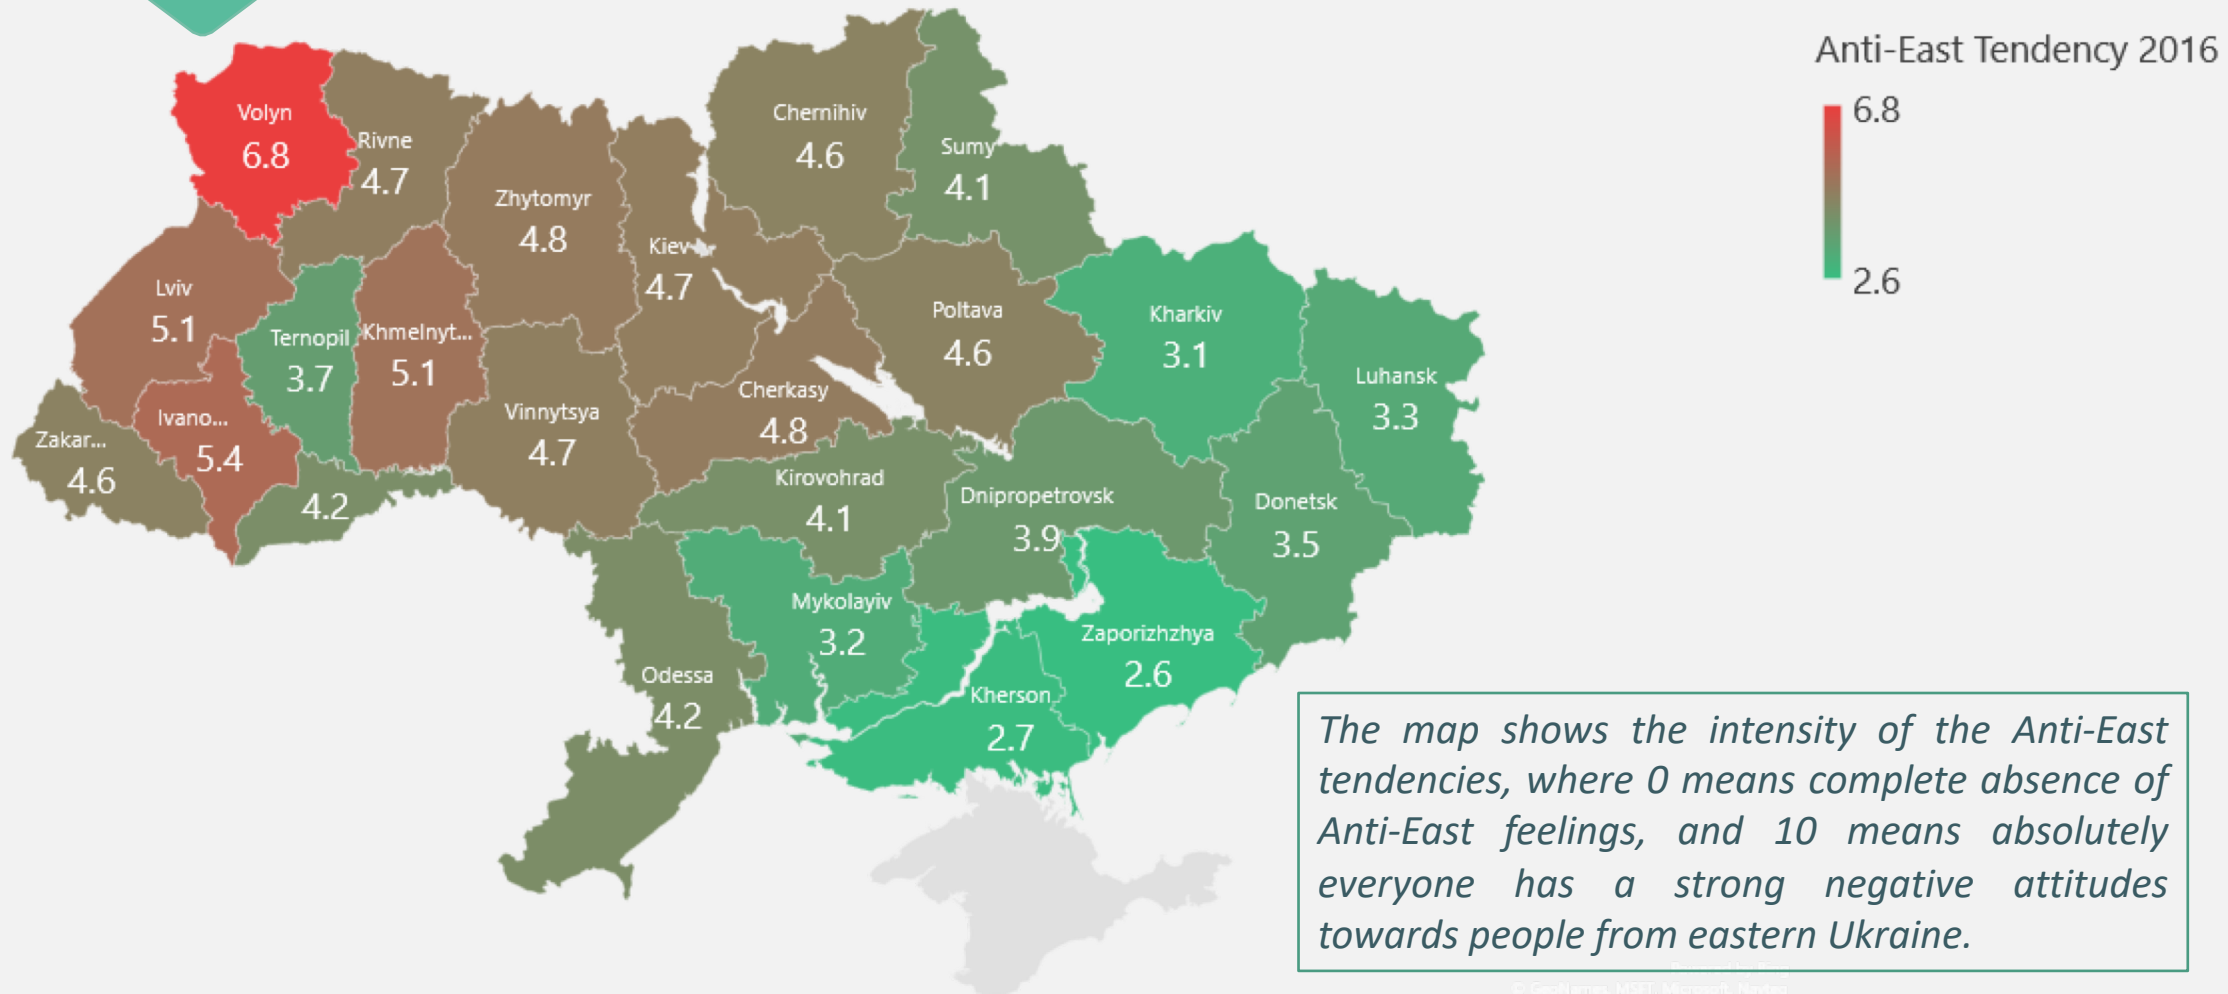 Anti-East Tendency 2016
6.8
2.6
Volyn
6.8
Rivne
4.7
Zhytomyr
4.8
Kiev
4.7
Chernihiv
4.6
Sumy
4.1
Lviv
5.1
Ternopil
3.7
Khmelnyt...
5.1
Ivano...
5.4
Zakar...
4.6
4.2
Vinnytsya
4.7
Cherkasy
4.8
Poltava
4.6
Kharkiv
3.1
Luhansk
3.3
Kirovohrad
4.1
Dnipropetrovsk
3.9
Donetsk
3.5
Mykolayiv
3.2
Zaporizhzhya
2.6
Odessa
4.2
Kherson
2.7
The map shows the intensity of the Anti-East
tendencies, where 0 means complete absence of
Anti-East feelings, and 10 means absolutely
everyone has a strong negative attitudes
towards people from eastern Ukraine.
© GeoNames, MSFT, Microsoft, Navteq